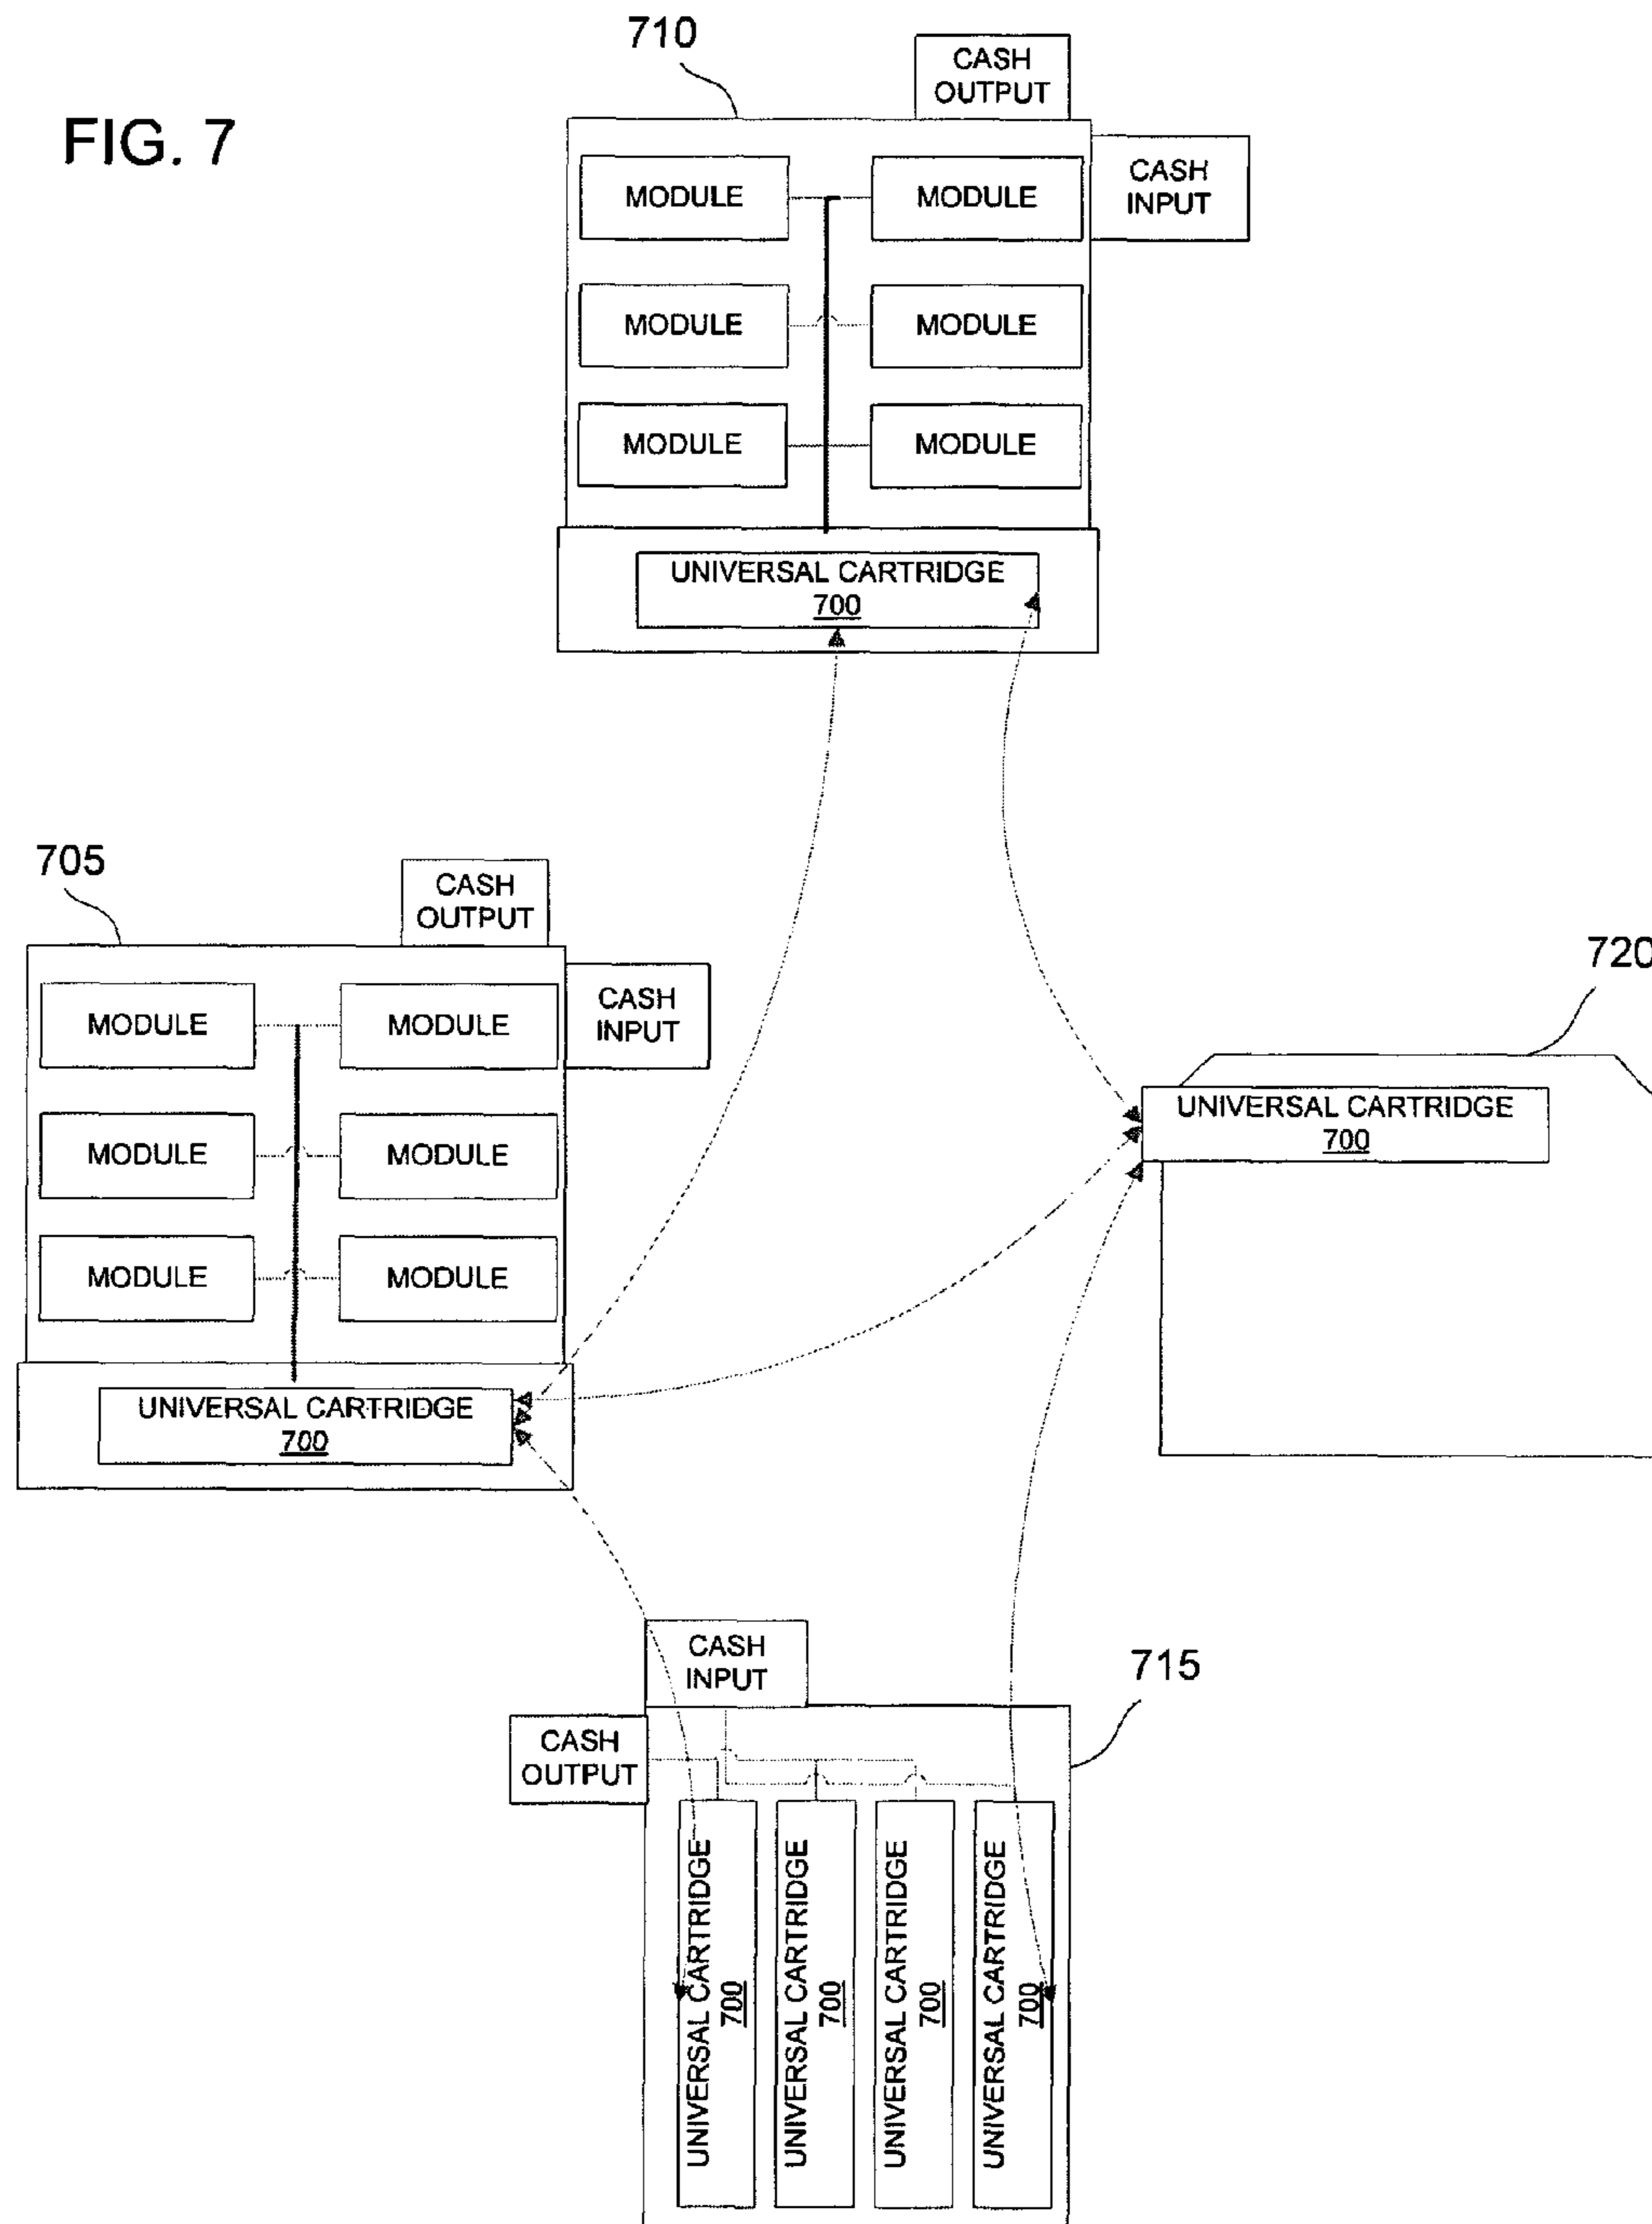 710
CASH
OUTPUT
FIG. 7
CASH
INPUT
MODULE MODULE
MODULE MODULE
MODULE MODULE
UNIVERSAL CARTRIDGE
700
705
CASH
OUTPUT
CASH
INPUT
MODULE MODULE
MODULE MODULE
MODULE MODULE
UNIVERSAL CARTRIDGE
700
720
UNIVERSAL CARTRIDGE
700
CASH
INPUT
715
CASH
OUTPUT
UNIVERSAL CARTRIDGE
700
UNIVERSAL CARTRIDGE
700
UNIVERSAL CARTRIDGE
700
UNIVERSAL CARTRIDGE
700